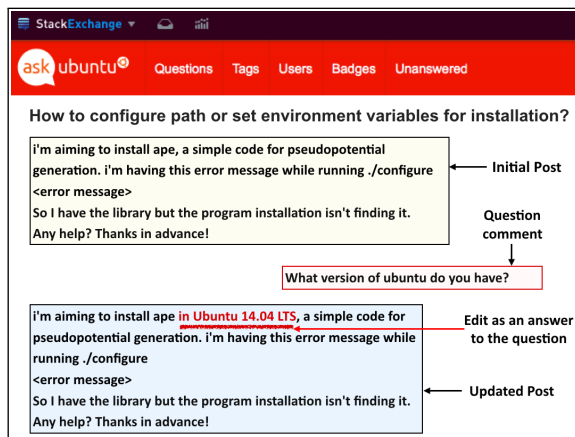 StackExchange
ask ubuntu Questions Tags Users Badges Unanswered
How to configure path or set environment variables for installation?
i'm aiming to install ape, a simple code for pseudopotential
generation. i'm having this error message while running ./configure
<error message>
So I have the library but the program installation isn't finding it.
Any help? Thanks in advance!
Initial Post
Question
comment
What version of ubuntu do you have?
i'm aiming to install ape in Ubuntu 14.04 LTS, a simple code for
pseudopotential generation. i'm having this error message while
running ./configure
<error message>
So I have the library but the program installation isn't finding it.
Any help? Thanks in advance!
Edit as an answer
to the question
Updated Post